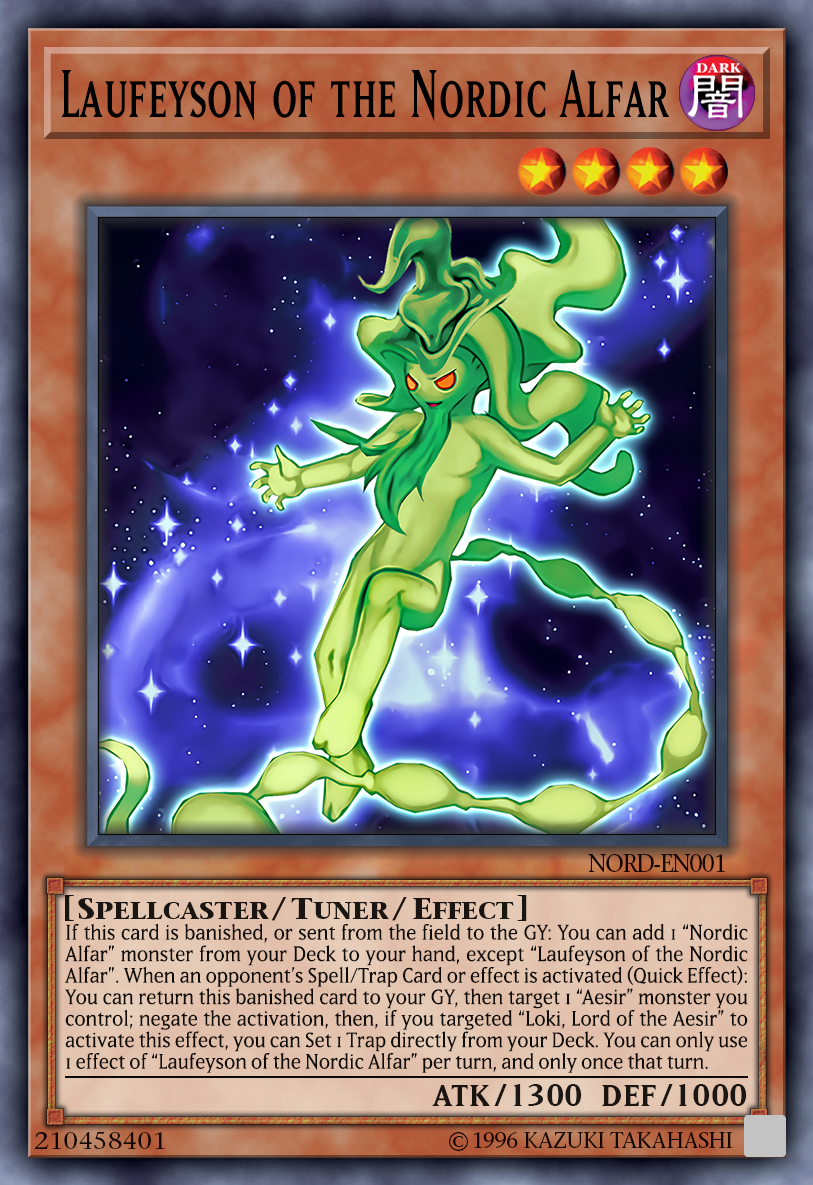 Laufeyson of the Nordic Alfar
DARK
闇
NORD-EN001
[Spellcaster/Tuner/Effect]
If this card is banished, or sent from the field to the GY: You can add 1 “Nordic
Alfar” monster from your Deck to your hand, except “Laufeyson of the Nordic
Alfar”. When an opponent’s Spell/Trap Card or effect is activated (Quick Effect):
You can return this banished card to your GY, then target 1 “Aesir” monster you
control; negate the activation, then, if you targeted “Loki, Lord of the Aesir” to
activate this effect, you can Set 1 Trap directly from your Deck. You can only use
1 effect of “Laufeyson of the Nordic Alfar” per turn, and only once that turn.
ATK/1300 DEF/1000
210458401
© 1996 KAZUKI TAKAHASHI